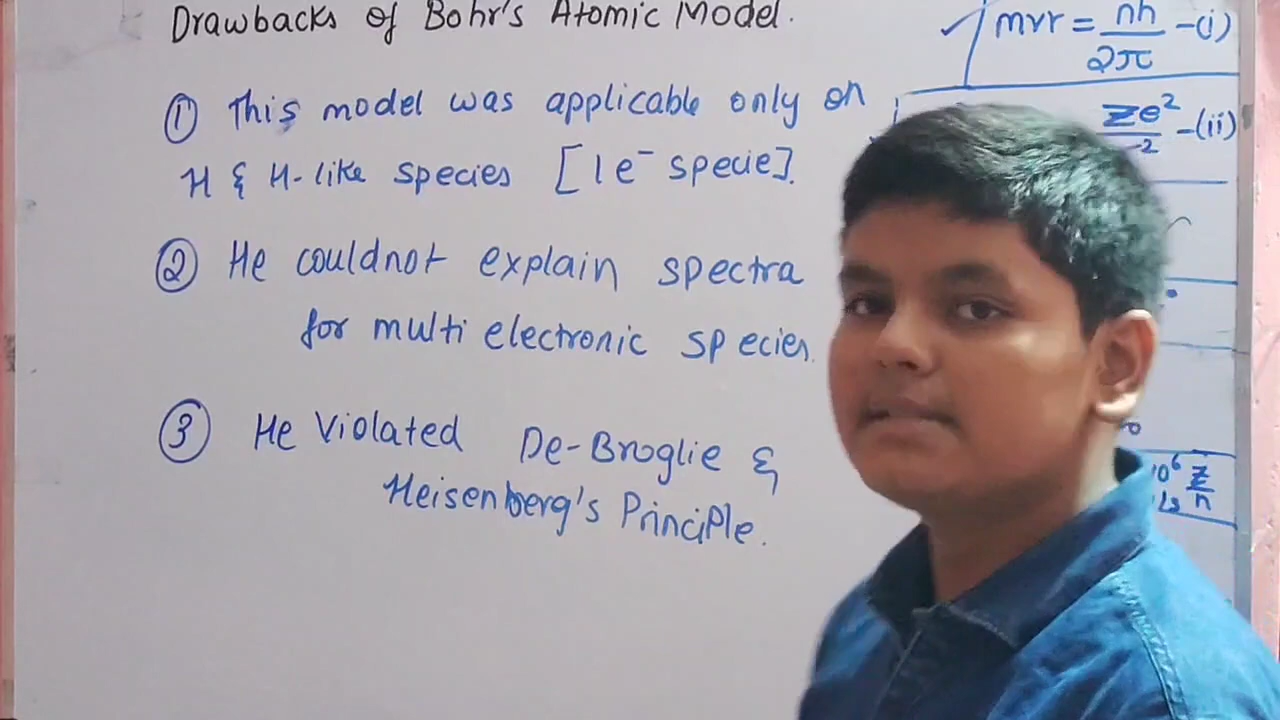 Drawbacks of Bohr's Atomic Model.
① This model was applicable only on
H & H-like species [1e⁻ specie].
② He couldnot explain spectra
for multi electronic species.
③ He violated De-Broglie &
Heisenberg's Principle.
✓ mvr = nh/2π -(i)
Ze² -(ii)
10⁶ Z/n